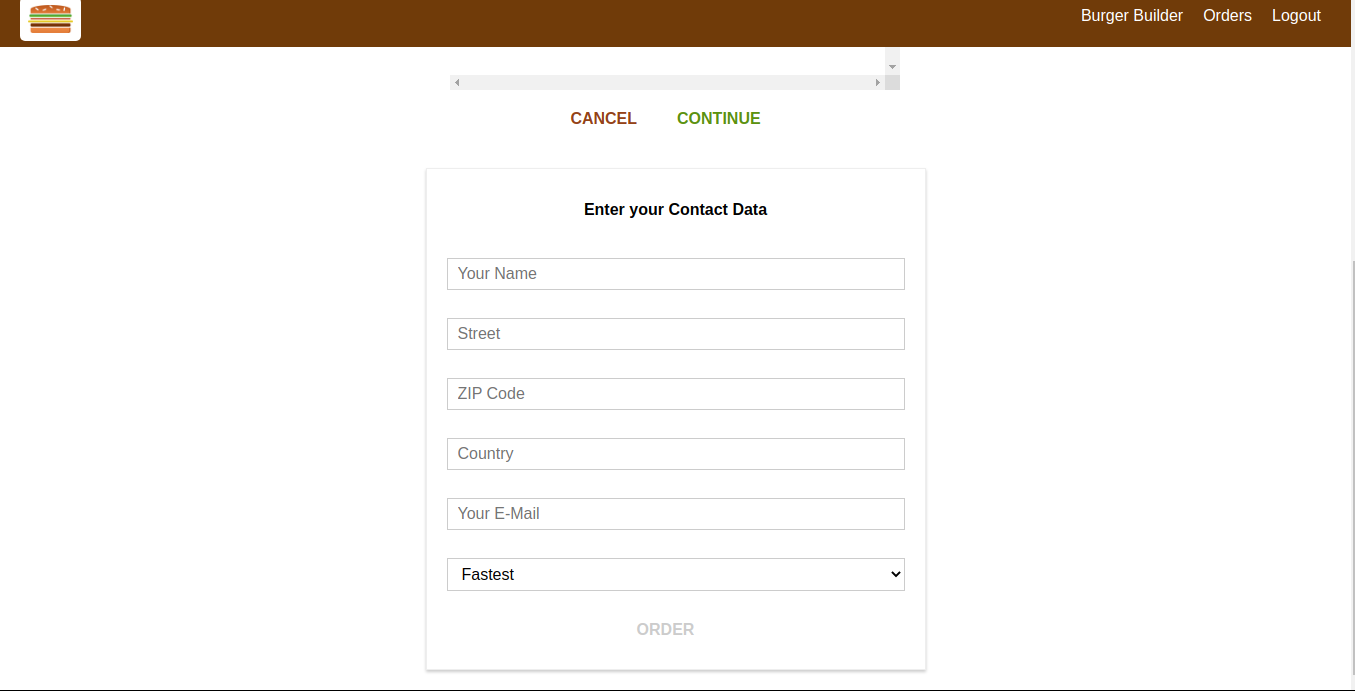 Burger Builder Orders Logout
CANCEL CONTINUE
Enter your Contact Data
Your Name
Street
ZIP Code
Country
Your E-Mail
Fastest
ORDER